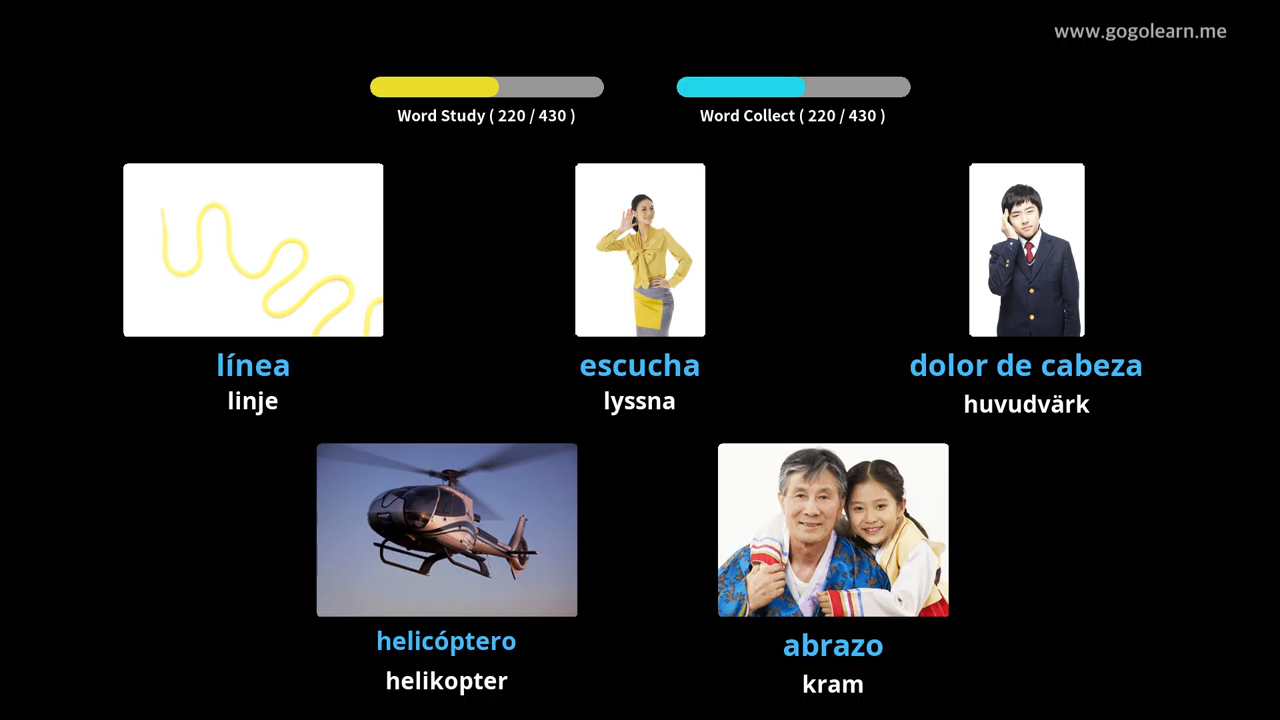 www.gogolearn.me
Word Study ( 220 / 430 )
Word Collect ( 220 / 430 )
línea
linje
escucha
lyssna
dolor de cabeza
huvudvärk
helicóptero
helikopter
abrazo
kram